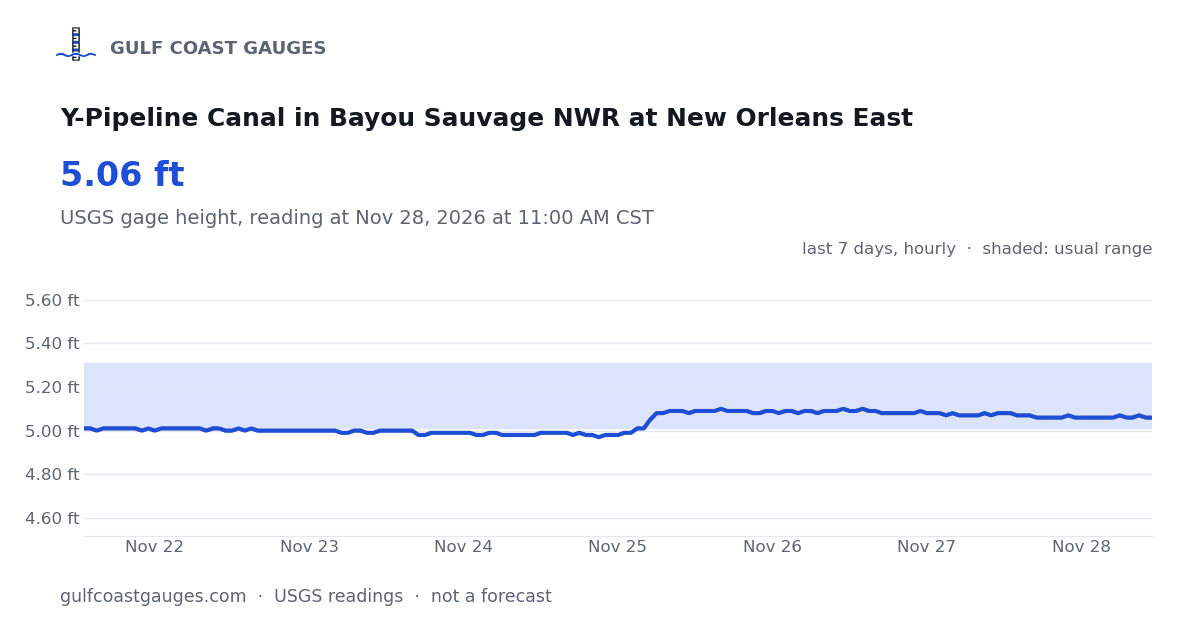 GULF COAST GAUGES
Y-Pipeline Canal in Bayou Sauvage NWR at New Orleans East
5.06 ft
USGS gage height, reading at Nov 28, 2026 at 11:00 AM CST
last 7 days, hourly · shaded: usual range
5.60 ft
5.40 ft
5.20 ft
5.00 ft
4.80 ft
4.60 ft
Nov 22 Nov 23 Nov 24 Nov 25 Nov 26 Nov 27 Nov 28
gulfcoastgauges.com · USGS readings · not a forecast